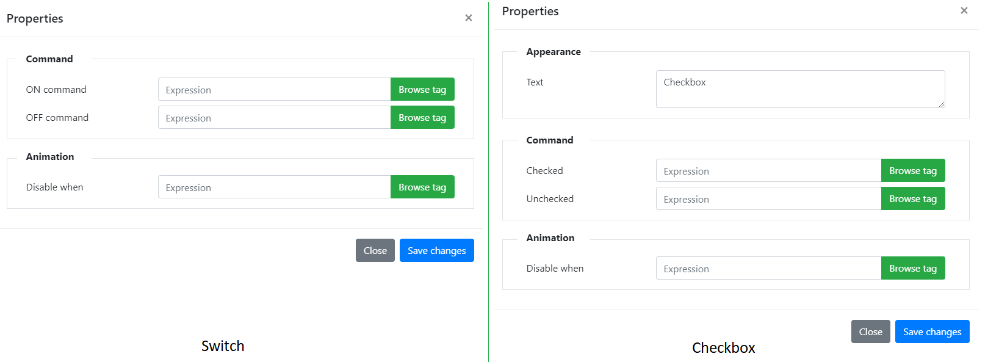 Properties ×
Command
ON command Expression Browse tag
OFF command Expression Browse tag
Animation
Disable when Expression Browse tag
Close Save changes
Switch
Properties ×
Appearance
Text Checkbox
Command
Checked Expression Browse tag
Unchecked Expression Browse tag
Animation
Disable when Expression Browse tag
Close Save changes
Checkbox